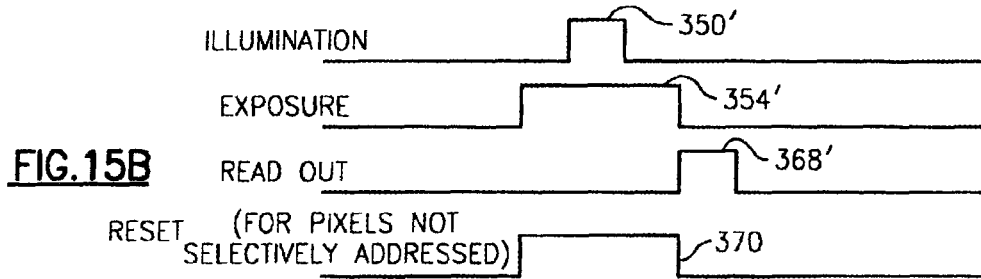 ILLUMINATION 350'
EXPOSURE 354'
FIG.15B READ OUT 368'
RESET (FOR PIXELS NOT
SELECTIVELY ADDRESSED) 370